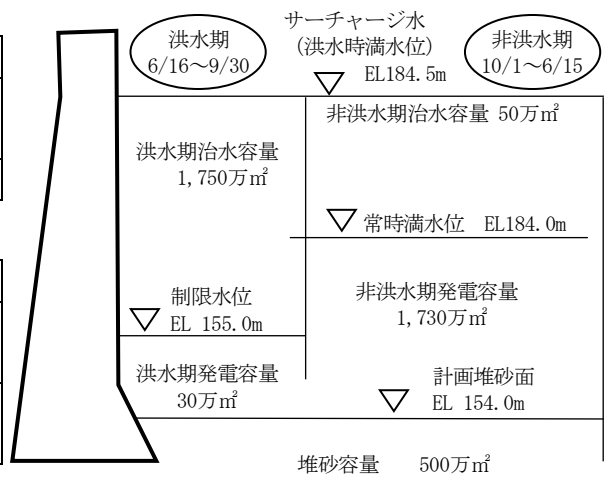 洪水期
6/16～9/30
サーチャージ水
(洪水時満水位)
EL184.5m
非洪水期
10/1～6/15
非洪水期治水容量 50万㎡
洪水期治水容量
1,750万㎡
常時満水位 EL184.0m
制限水位
EL 155.0m
非洪水期発電容量
1,730万㎡
洪水期発電容量
30万㎡
計画堆砂面
EL 154.0m
堆砂容量 500万㎡